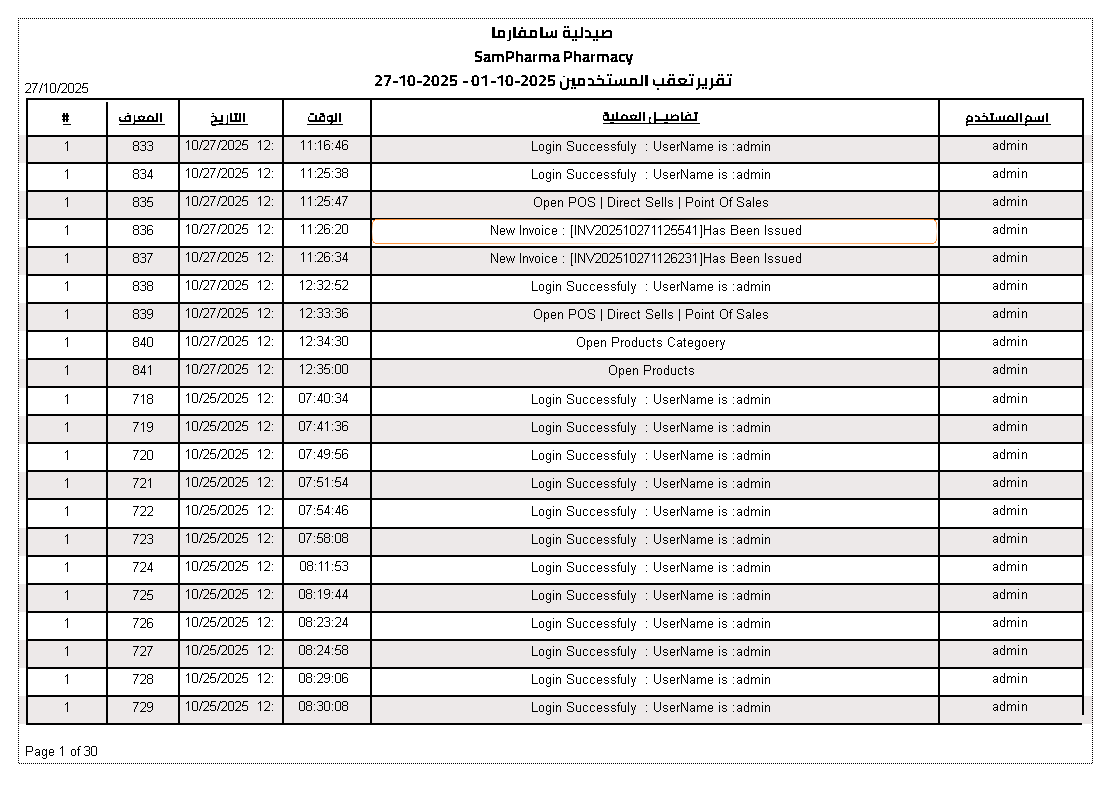 صيدلية سامفارما
SamPharma Pharmacy
تقرير تعقب المستخدمين 2025-10-01 - 2025-10-27
27/10/2025
# المعرف التاريخ الوقت تفاصيل العملية اسم المستخدم
1 833 10/27/2025 12: 11:16:46 Login Successfuly : UserName is :admin admin
1 834 10/27/2025 12: 11:25:38 Login Successfuly : UserName is :admin admin
1 835 10/27/2025 12: 11:25:47 Open POS | Direct Sells | Point Of Sales admin
1 836 10/27/2025 12: 11:26:20 New Invoice : [INV202510271125541]Has Been Issued admin
1 837 10/27/2025 12: 11:26:34 New Invoice : [INV202510271126231]Has Been Issued admin
1 838 10/27/2025 12: 12:32:52 Login Successfuly : UserName is :admin admin
1 839 10/27/2025 12: 12:33:36 Open POS | Direct Sells | Point Of Sales admin
1 840 10/27/2025 12: 12:34:30 Open Products Categoery admin
1 841 10/27/2025 12: 12:35:00 Open Products admin
1 718 10/25/2025 12: 07:40:34 Login Successfuly : UserName is :admin admin
1 719 10/25/2025 12: 07:41:36 Login Successfuly : UserName is :admin admin
1 720 10/25/2025 12: 07:49:56 Login Successfuly : UserName is :admin admin
1 721 10/25/2025 12: 07:51:54 Login Successfuly : UserName is :admin admin
1 722 10/25/2025 12: 07:54:46 Login Successfuly : UserName is :admin admin
1 723 10/25/2025 12: 07:58:08 Login Successfuly : UserName is :admin admin
1 724 10/25/2025 12: 08:11:53 Login Successfuly : UserName is :admin admin
1 725 10/25/2025 12: 08:19:44 Login Successfuly : UserName is :admin admin
1 726 10/25/2025 12: 08:23:24 Login Successfuly : UserName is :admin admin
1 727 10/25/2025 12: 08:24:58 Login Successfuly : UserName is :admin admin
1 728 10/25/2025 12: 08:29:06 Login Successfuly : UserName is :admin admin
1 729 10/25/2025 12: 08:30:08 Login Successfuly : UserName is :admin admin
Page 1 of 30